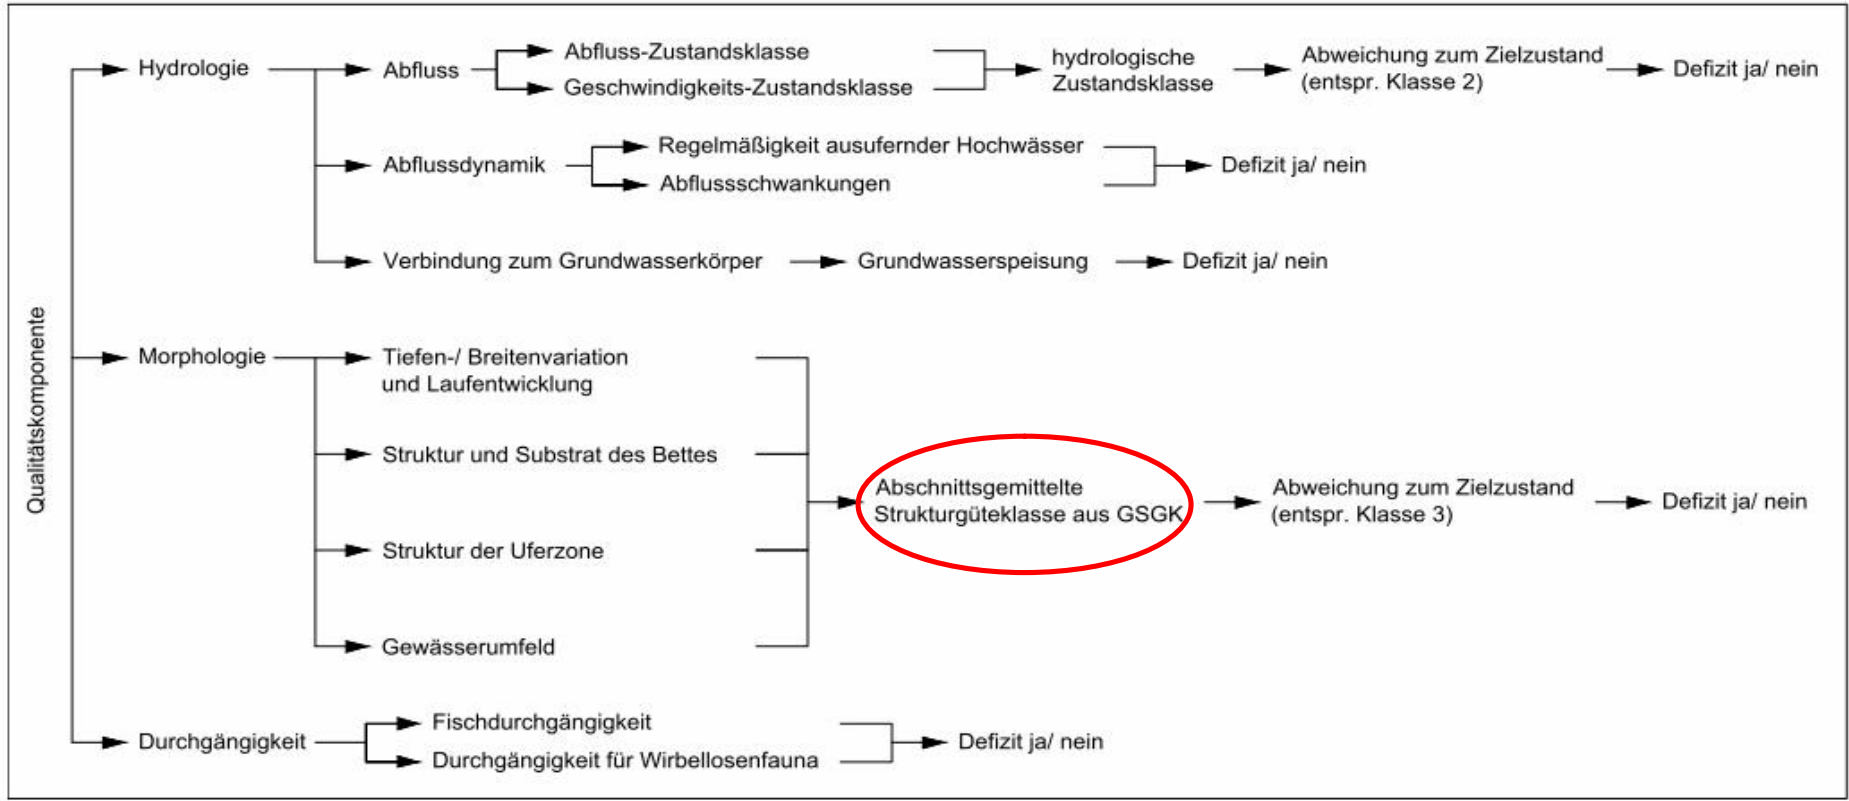 Qualitätskomponente
Hydrologie
Abfluss
Abfluss-Zustandsklasse
Geschwindigkeits-Zustandsklasse
hydrologische
Zustandsklasse
Abweichung zum Zielzustand
(entspr. Klasse 2)
Defizit ja/ nein
Abflussdynamik
Regelmäßigkeit ausufernder Hochwässer
Abflussschwankungen
Defizit ja/ nein
Verbindung zum Grundwasserkörper
Grundwasserspeisung
Defizit ja/ nein
Morphologie
Tiefen-/ Breitenvariation
und Laufentwicklung
Struktur und Substrat des Bettes
Struktur der Uferzone
Gewässerumfeld
Abschnittsgemittelte
Strukturgüteklasse aus GSGK
Abweichung zum Zielzustand
(entspr. Klasse 3)
Defizit ja/ nein
Durchgängigkeit
Fischdurchgängigkeit
Durchgängigkeit für Wirbellosenfauna
Defizit ja/ nein